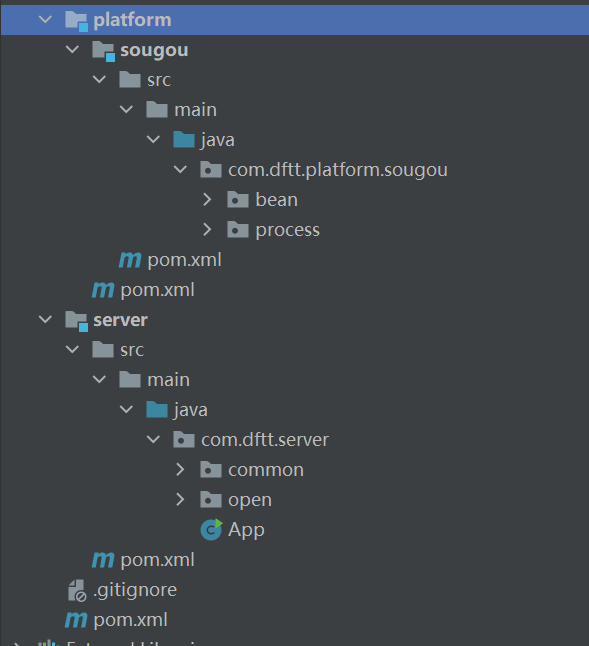 platform
sougou
src
main
java
com.dftt.platform.sougou
bean
process
pom.xml
pom.xml
server
src
main
java
com.dftt.server
common
open
App
pom.xml
.gitignore
pom.xml